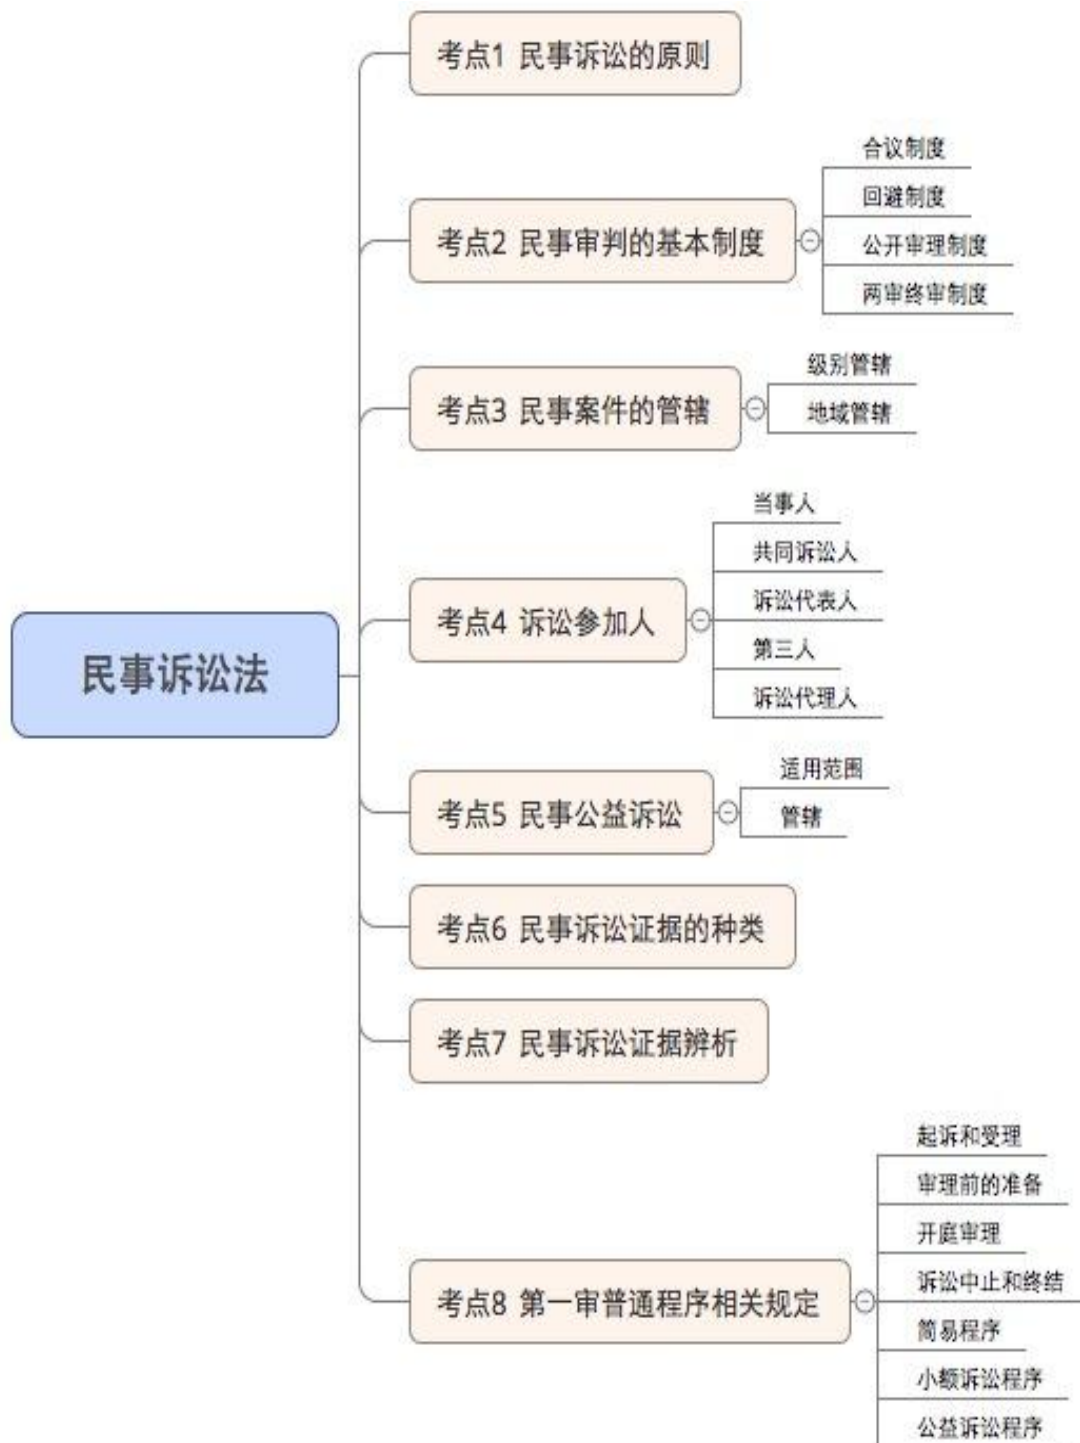 民事诉讼法
考点1 民事诉讼的原则
考点2 民事审判的基本制度
合议制度
回避制度
公开审理制度
两审终审制度
考点3 民事案件的管辖
级别管辖
地域管辖
考点4 诉讼参加人
当事人
共同诉讼人
诉讼代表人
第三人
诉讼代理人
考点5 民事公益诉讼
适用范围
管辖
考点6 民事诉讼证据的种类
考点7 民事诉讼证据辨析
考点8 第一审普通程序相关规定
起诉和受理
审理前的准备
开庭审理
诉讼中止和终结
简易程序
小额诉讼程序
公益诉讼程序